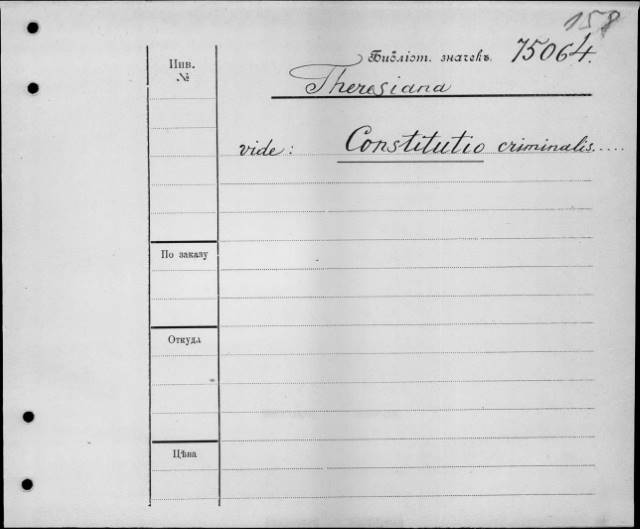 158
Инв. №
Библіот. значекъ. 75064.
Theresiana
vide: Constitutio criminalis....
По заказу
Откуда
Цѣна